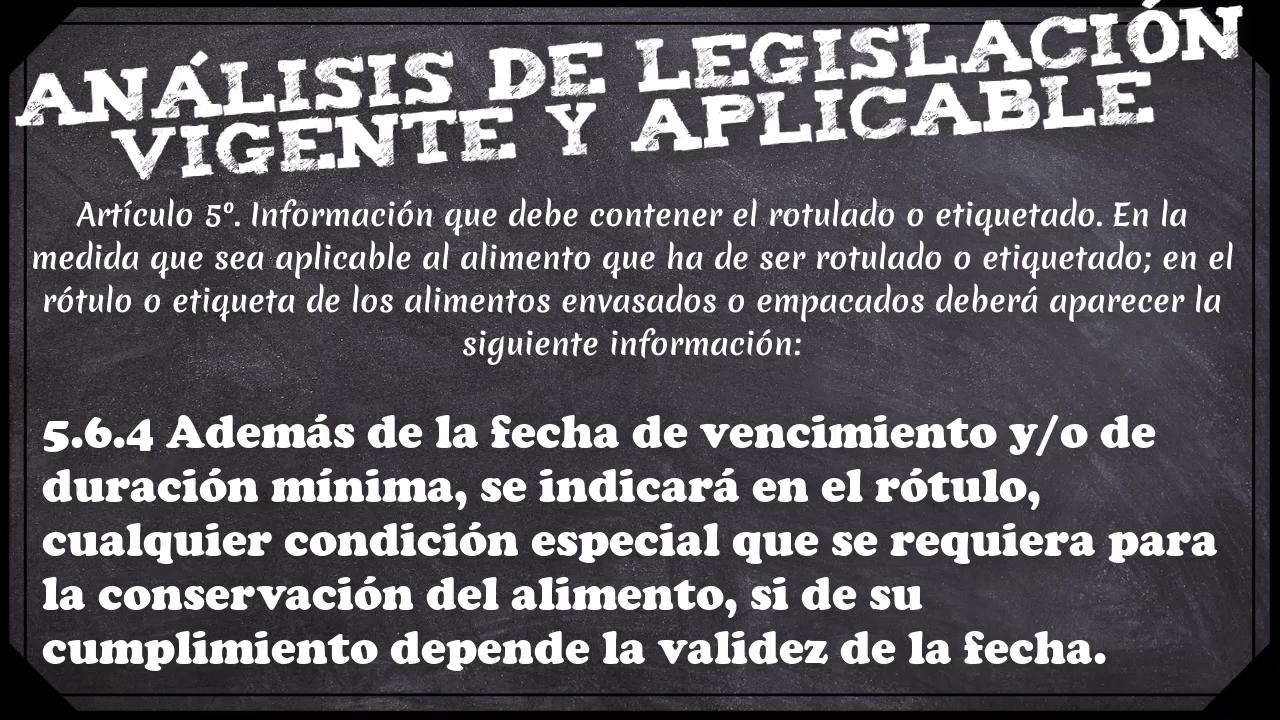 ANÁLISIS DE LEGISLACIÓN
VIGENTE Y APLICABLE
Artículo 5º. Información que debe contener el rotulado o etiquetado. En la
medida que sea aplicable al alimento que ha de ser rotulado o etiquetado; en el
rótulo o etiqueta de los alimentos envasados o empacados deberá aparecer la
siguiente información:
5.6.4 Además de la fecha de vencimiento y/o de
duración mínima, se indicará en el rótulo,
cualquier condición especial que se requiera para
la conservación del alimento, si de su
cumplimiento depende la validez de la fecha.